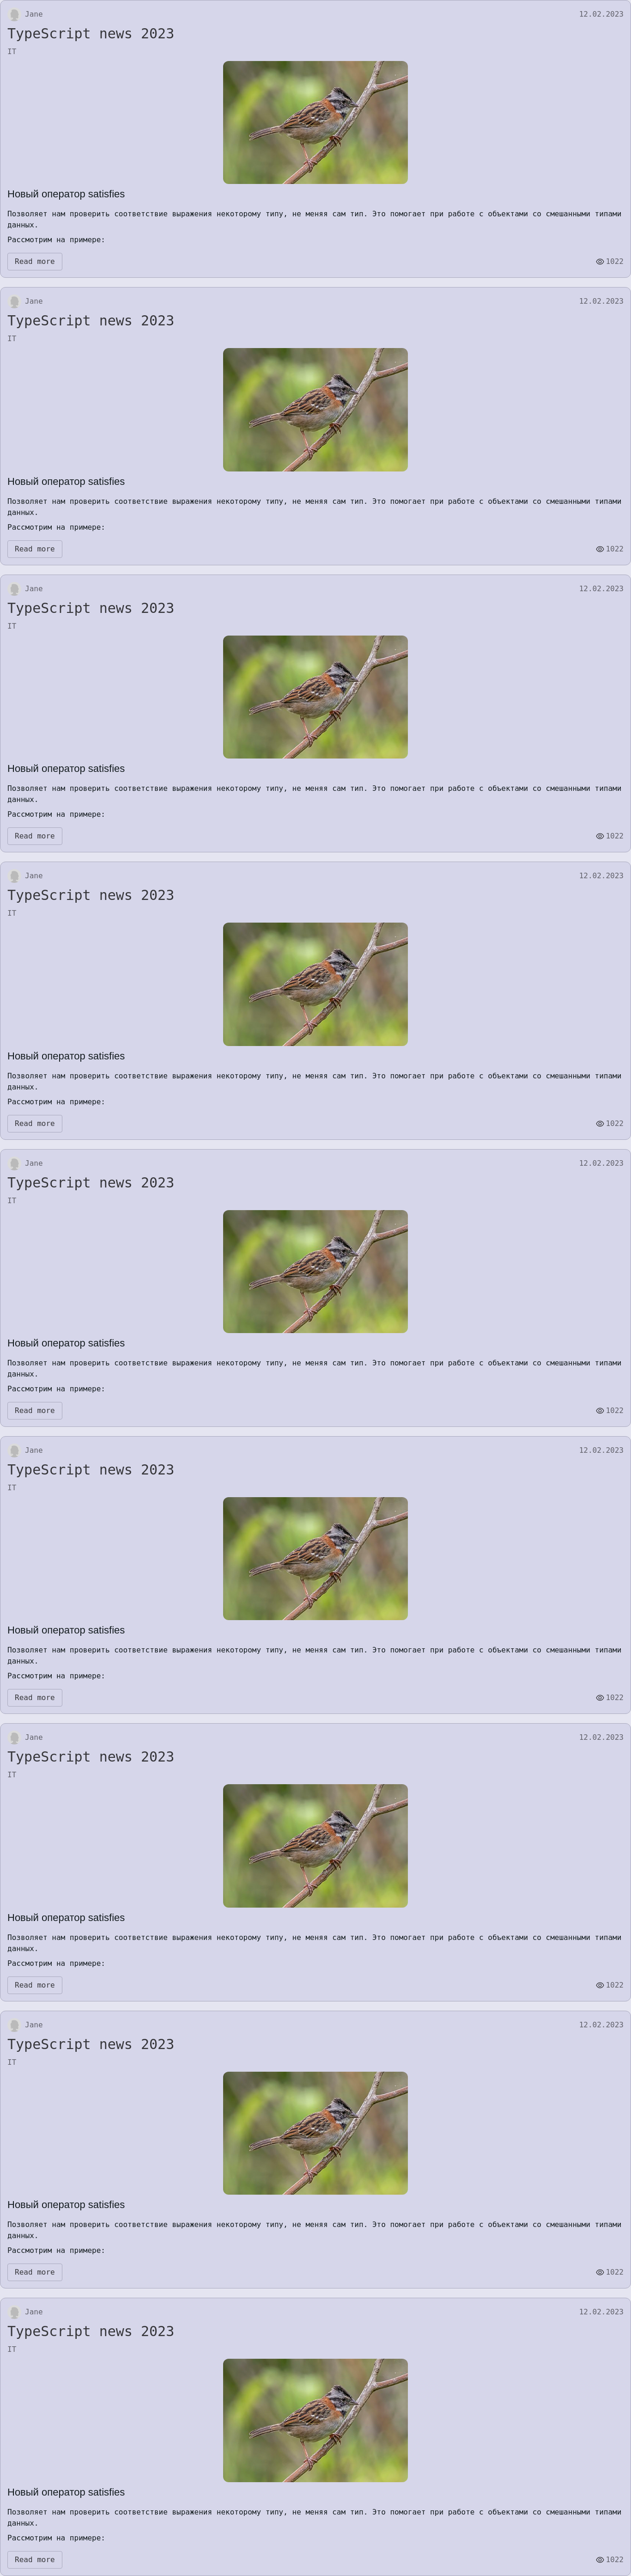 Jane 12.02.2023
TypeScript news 2023
IT
Новый оператор satisfies
Позволяет нам проверить соответствие выражения некоторому типу, не меняя сам тип. Это помогает при работе с объектами со смешанными типами
данных.
Рассмотрим на примере:
Read more 1022
Jane 12.02.2023
TypeScript news 2023
IT
Новый оператор satisfies
Позволяет нам проверить соответствие выражения некоторому типу, не меняя сам тип. Это помогает при работе с объектами со смешанными типами
данных.
Рассмотрим на примере:
Read more 1022
Jane 12.02.2023
TypeScript news 2023
IT
Новый оператор satisfies
Позволяет нам проверить соответствие выражения некоторому типу, не меняя сам тип. Это помогает при работе с объектами со смешанными типами
данных.
Рассмотрим на примере:
Read more 1022
Jane 12.02.2023
TypeScript news 2023
IT
Новый оператор satisfies
Позволяет нам проверить соответствие выражения некоторому типу, не меняя сам тип. Это помогает при работе с объектами со смешанными типами
данных.
Рассмотрим на примере:
Read more 1022
Jane 12.02.2023
TypeScript news 2023
IT
Новый оператор satisfies
Позволяет нам проверить соответствие выражения некоторому типу, не меняя сам тип. Это помогает при работе с объектами со смешанными типами
данных.
Рассмотрим на примере:
Read more 1022
Jane 12.02.2023
TypeScript news 2023
IT
Новый оператор satisfies
Позволяет нам проверить соответствие выражения некоторому типу, не меняя сам тип. Это помогает при работе с объектами со смешанными типами
данных.
Рассмотрим на примере:
Read more 1022
Jane 12.02.2023
TypeScript news 2023
IT
Новый оператор satisfies
Позволяет нам проверить соответствие выражения некоторому типу, не меняя сам тип. Это помогает при работе с объектами со смешанными типами
данных.
Рассмотрим на примере:
Read more 1022
Jane 12.02.2023
TypeScript news 2023
IT
Новый оператор satisfies
Позволяет нам проверить соответствие выражения некоторому типу, не меняя сам тип. Это помогает при работе с объектами со смешанными типами
данных.
Рассмотрим на примере:
Read more 1022
Jane 12.02.2023
TypeScript news 2023
IT
Новый оператор satisfies
Позволяет нам проверить соответствие выражения некоторому типу, не меняя сам тип. Это помогает при работе с объектами со смешанными типами
данных.
Рассмотрим на примере:
Read more 1022